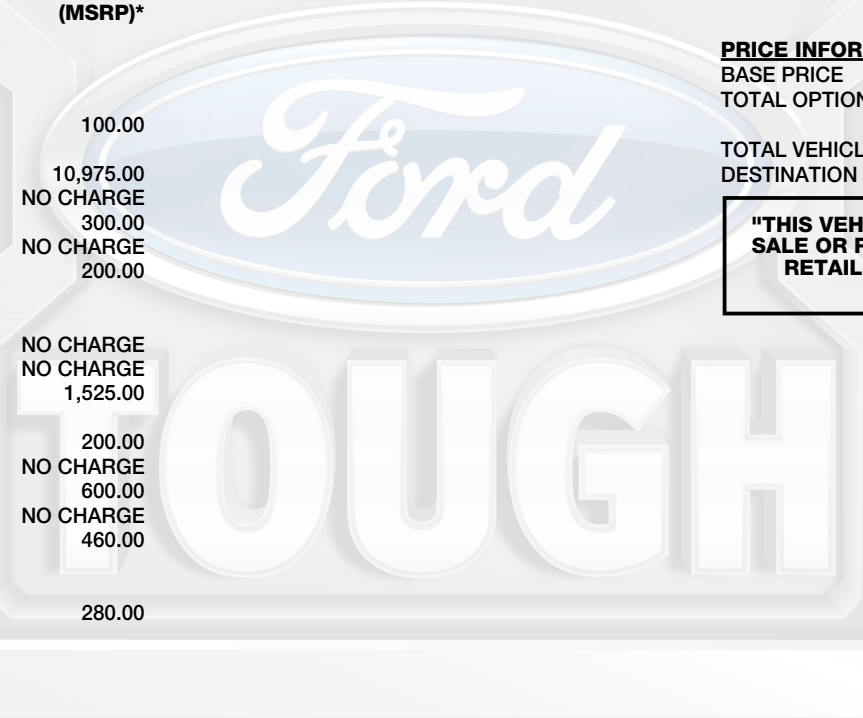 (MSRP)*
100.00
10,975.00
NO CHARGE
300.00
NO CHARGE
200.00
NO CHARGE
NO CHARGE
1,525.00
200.00
NO CHARGE
600.00
NO CHARGE
460.00
280.00
PRICE INFOR
BASE PRICE
TOTAL OPTION
TOTAL VEHICL
DESTINATION
"THIS VEH
SALE OR F
RETAIL
Ford
TOUGH